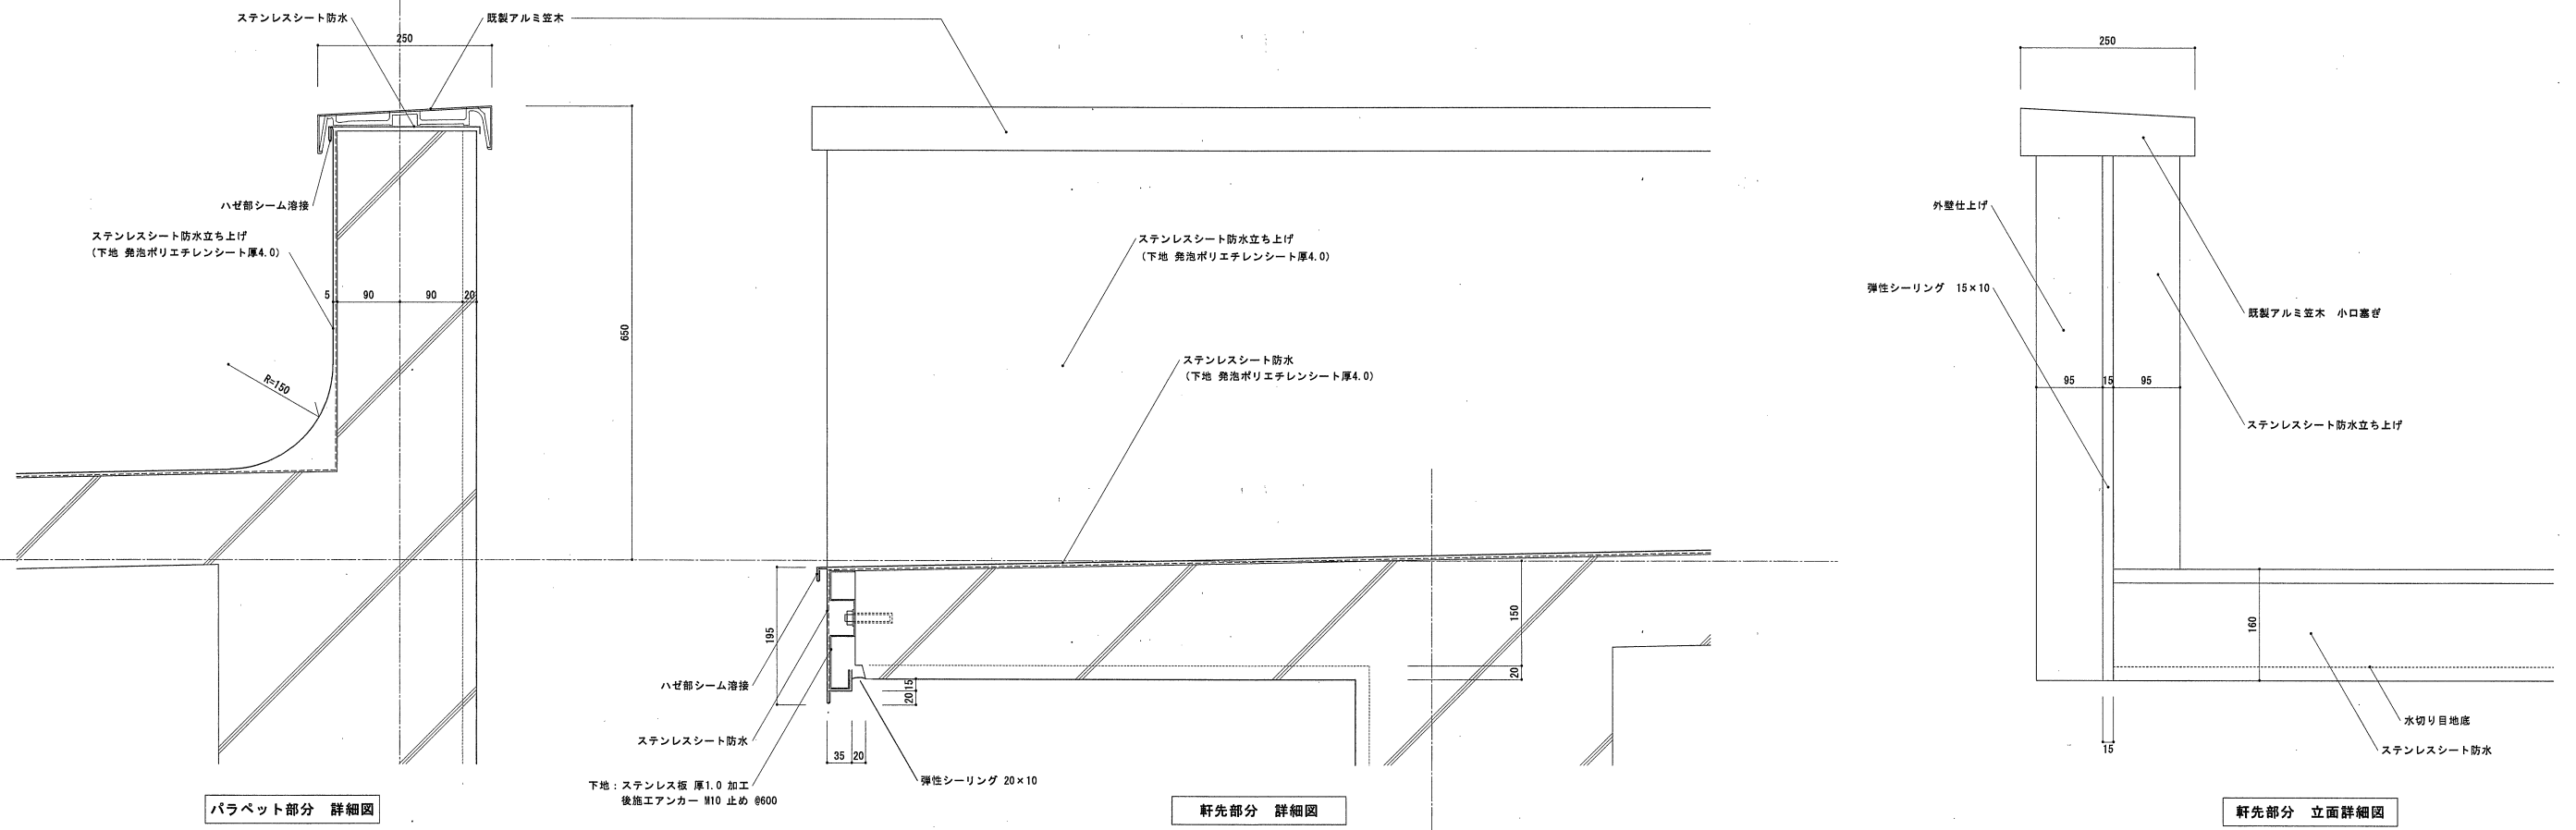 ステンレスシート防水
既製アルミ笠木
250
ハゼ部シーム溶接
ステンレスシート防水立ち上げ
(下地 発泡ポリエチレンシート厚4.0)
5
90
90
20
650
R=150
パラペット部分 詳細図
ステンレスシート防水立ち上げ
(下地 発泡ポリエチレンシート厚4.0)
ステンレスシート防水
(下地 発泡ポリエチレンシート厚4.0)
195
150
20
15
20
35
20
ハゼ部シーム溶接
ステンレスシート防水
下地:ステンレス板 厚1.0 加工
後施工アンカー M10 止め @600
弾性シーリング 20×10
軒先部分 詳細図
250
外壁仕上げ
弾性シーリング 15×10
既製アルミ笠木 小口塞ぎ
95
15
95
ステンレスシート防水立ち上げ
160
水切り目地底
ステンレスシート防水
15
軒先部分 立面詳細図